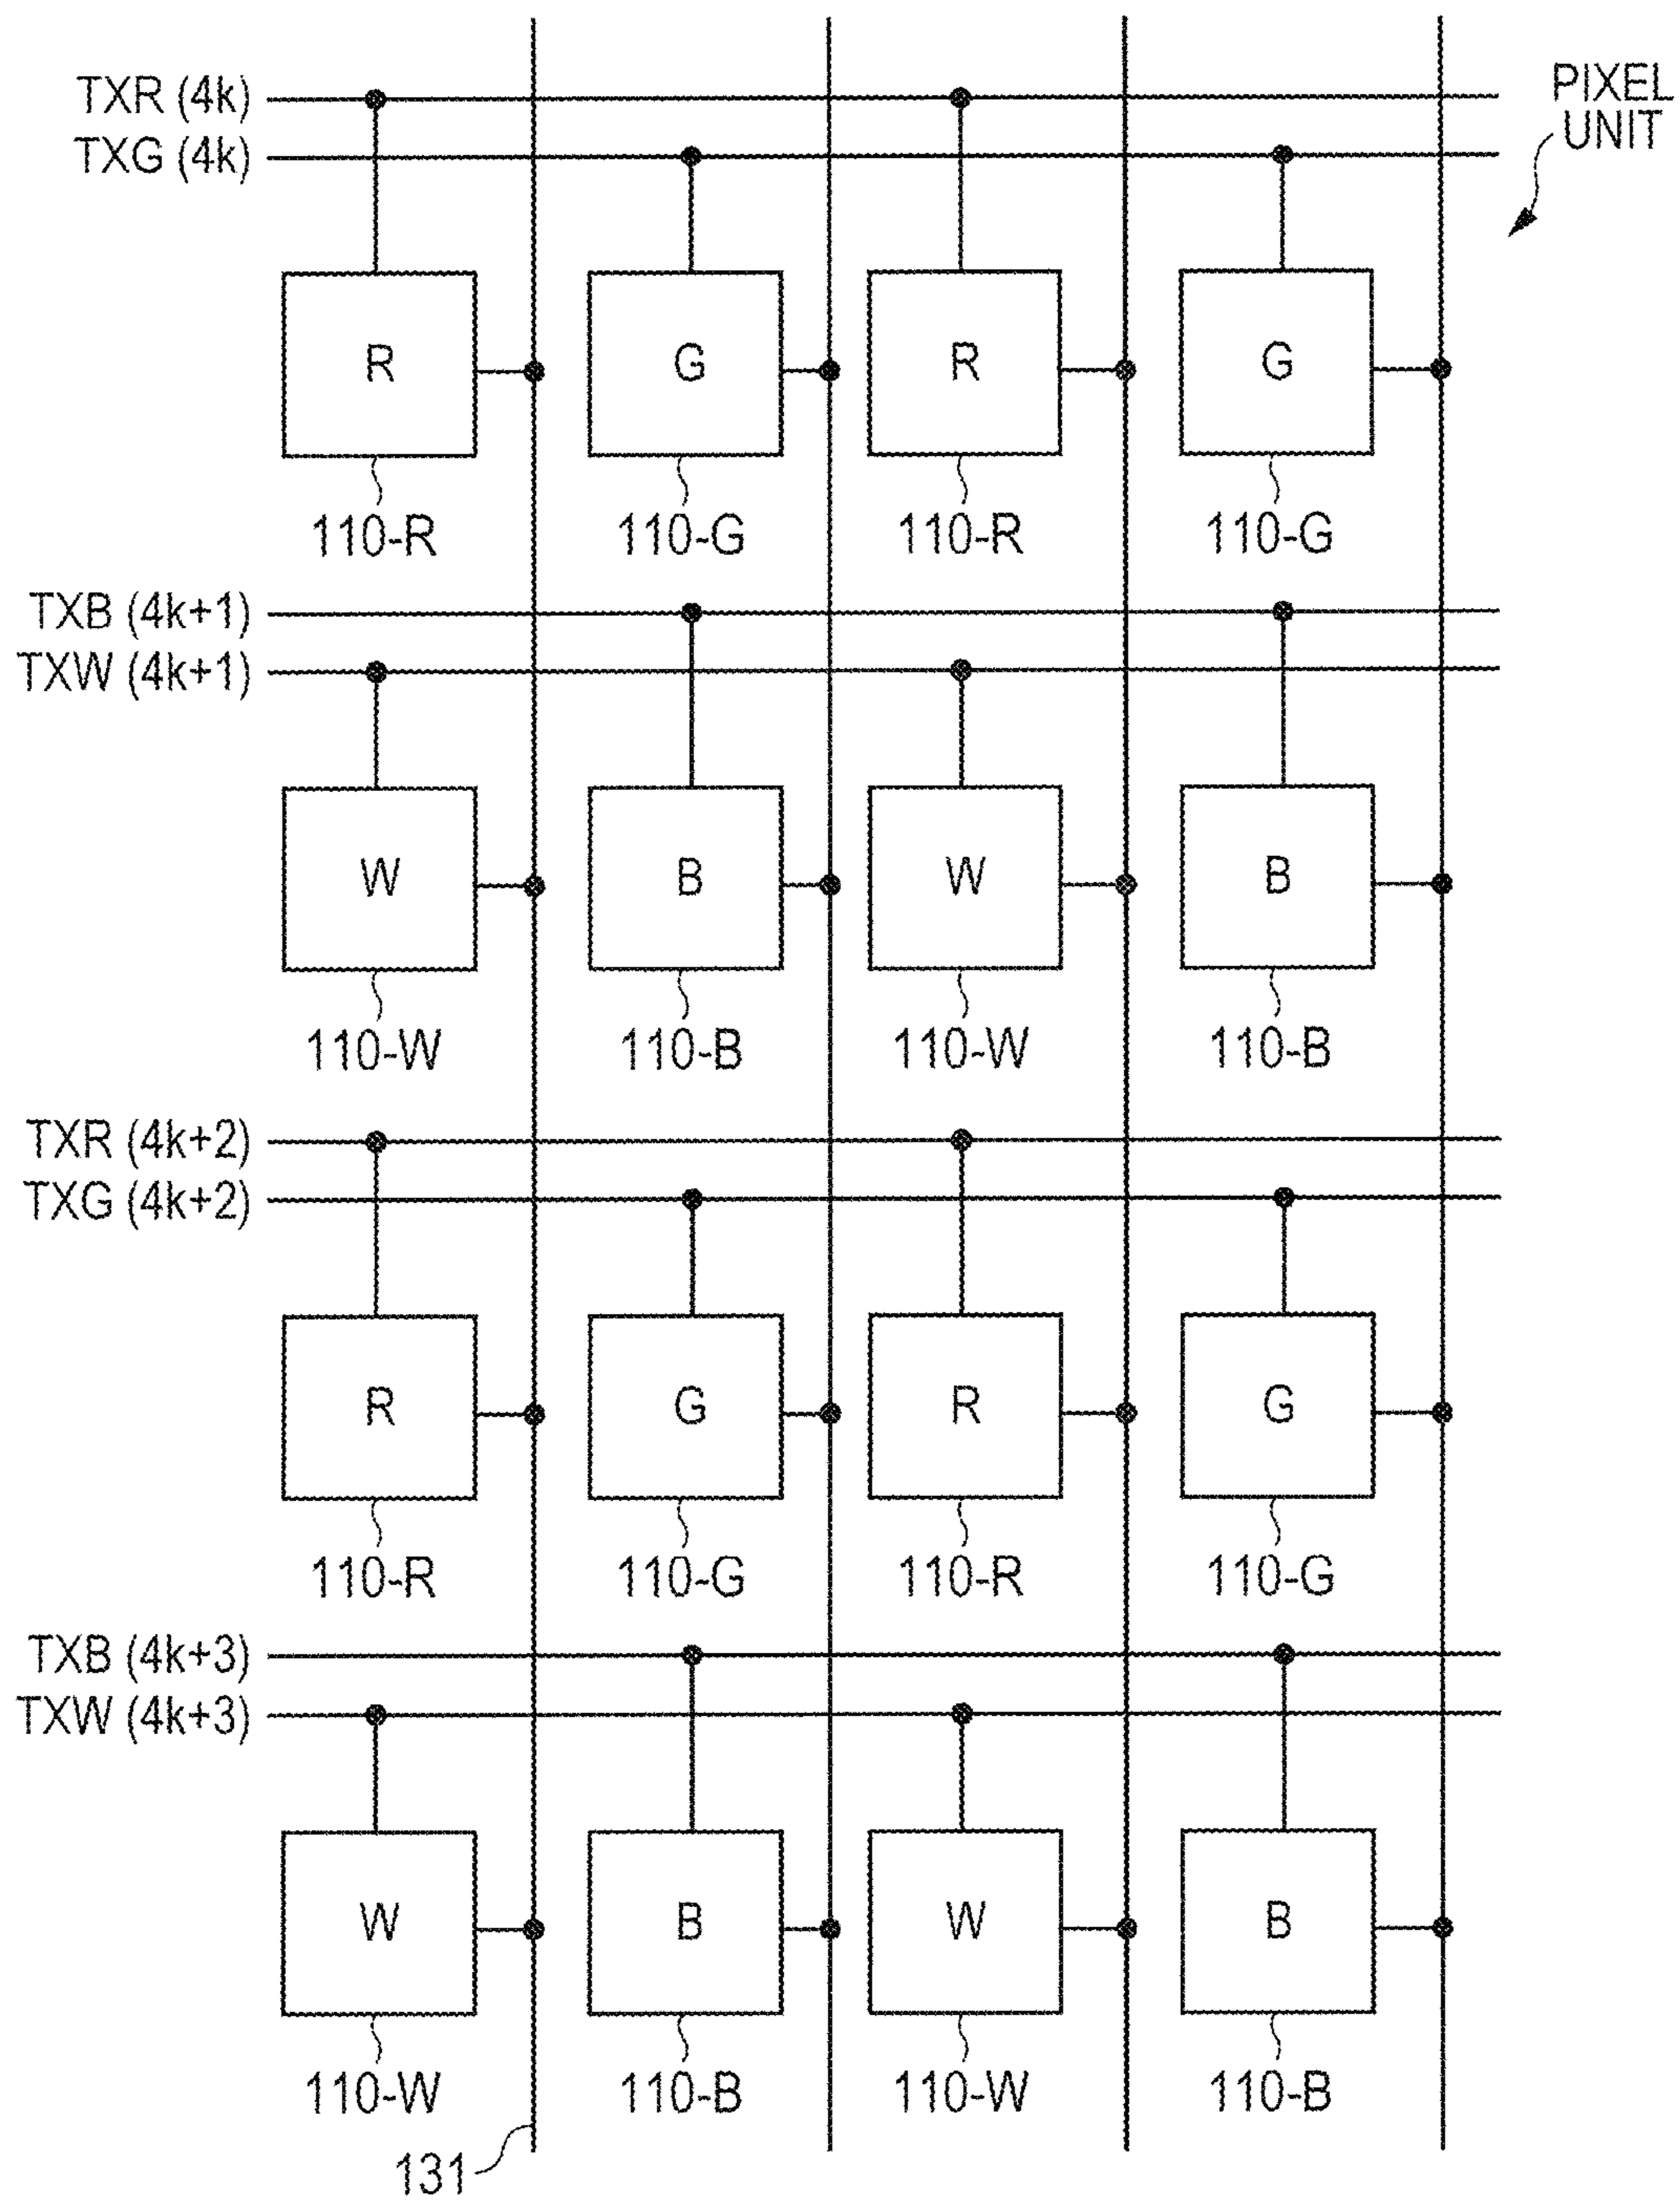 PIXEL
UNIT
TXR (4k)
TXG (4k)
R G R G
110-R 110-G 110-R 110-G
TXB (4k+1)
TXW (4k+1)
W B W B
110-W 110-B 110-W 110-B
TXR (4k+2)
TXG (4k+2)
R G R G
110-R 110-G 110-R 110-G
TXB (4k+3)
TXW (4k+3)
W B W B
110-W 110-B 110-W 110-B
131